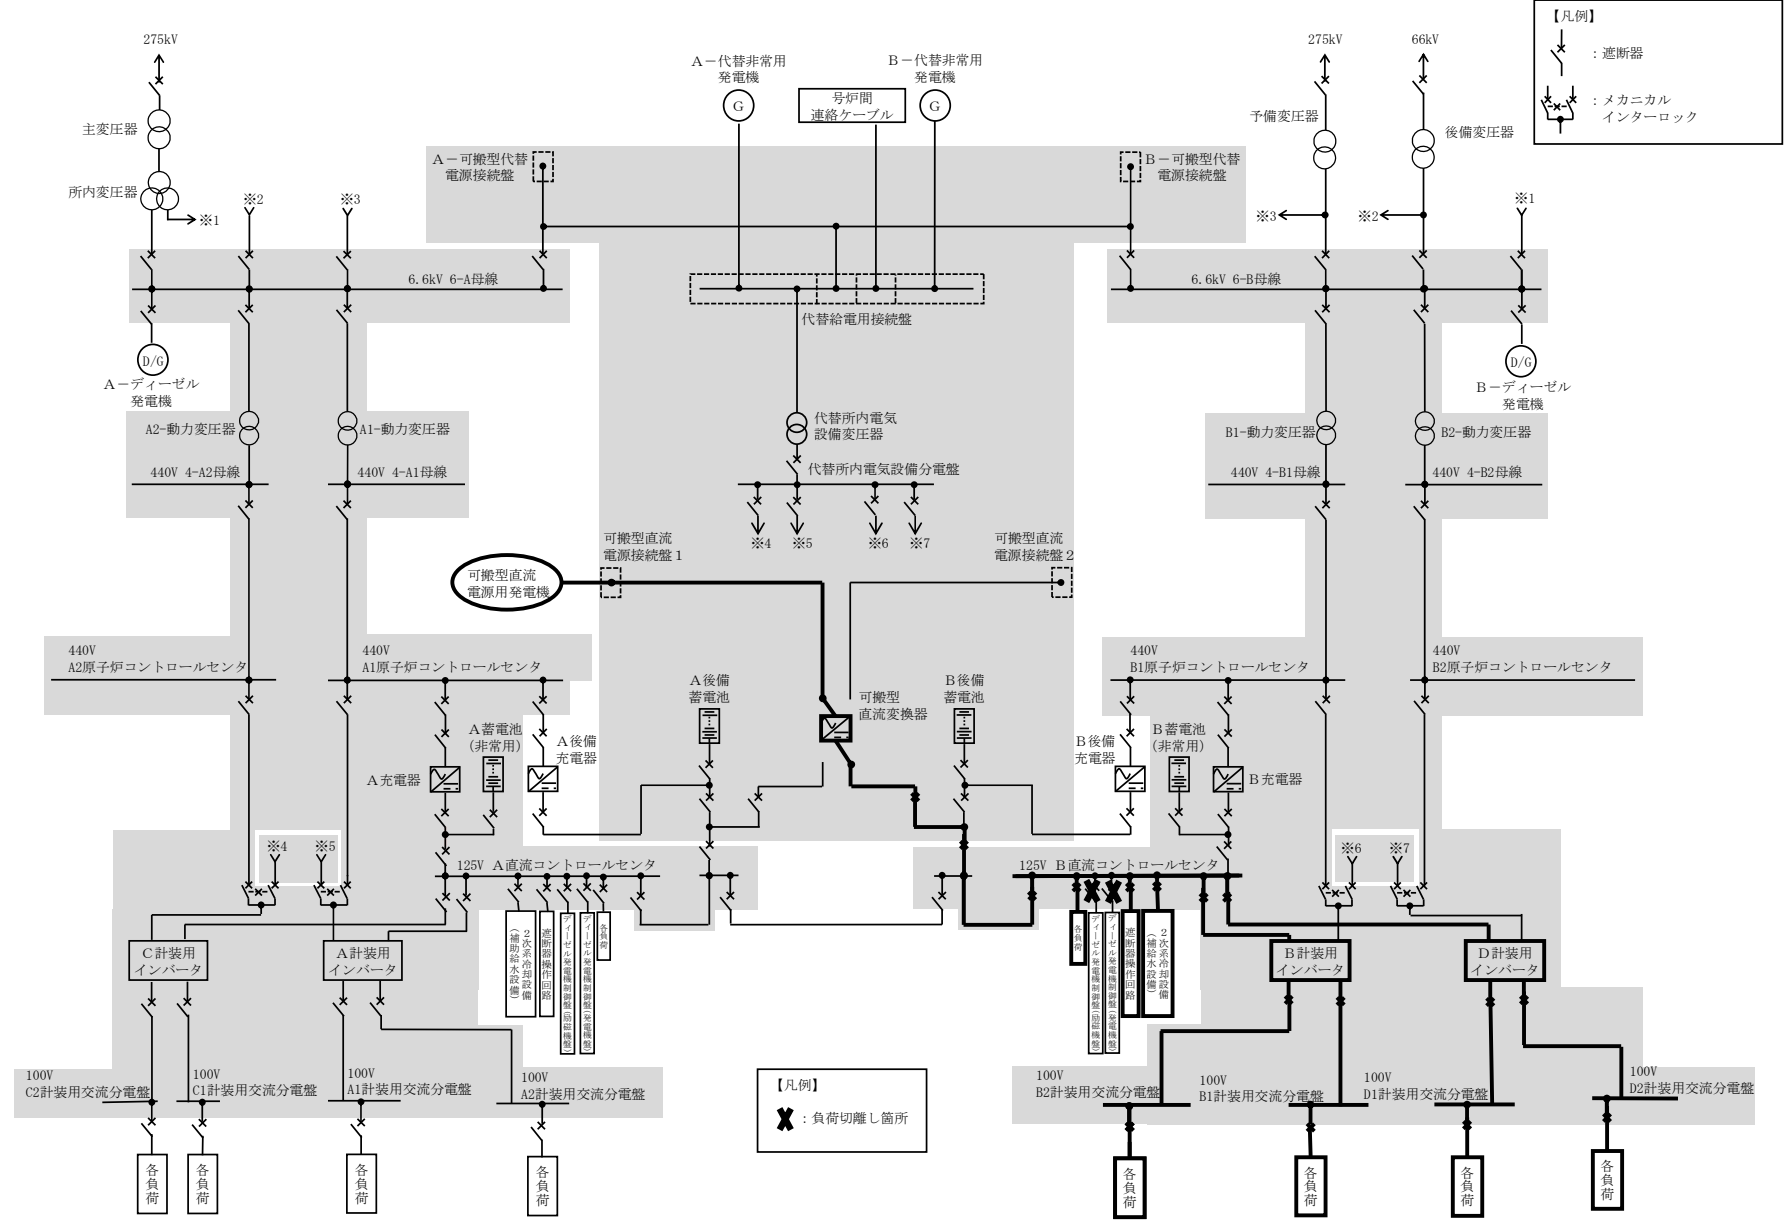 275kV
主変圧器
所内変圧器
※1
※2
※3
A－代替非常用
発電機
G
号炉間
連絡ケーブル
B－代替非常用
発電機
G
275kV
66kV
予備変圧器
後備変圧器
※3
※2
※1
【凡例】
：遮断器
：メカニカル
インターロック
A－可搬型代替
電源接続盤
B－可搬型代替
電源接続盤
6.6kV 6-A母線
6.6kV 6-B母線
代替給電用接続盤
D/G
A－ディーゼル
発電機
D/G
B－ディーゼル
発電機
A2-動力変圧器
A1-動力変圧器
代替所内電気
設備変圧器
B1-動力変圧器
B2-動力変圧器
440V 4-A2母線
440V 4-A1母線
代替所内電気設備分電盤
440V 4-B1母線
440V 4-B2母線
※4
※5
※6
※7
可搬型直流
電源接続盤１
可搬型直流
電源接続盤２
可搬型直流
電源用発電機
440V
A2原子炉コントロールセンタ
440V
A1原子炉コントロールセンタ
440V
B1原子炉コントロールセンタ
440V
B2原子炉コントロールセンタ
A後備
蓄電池
可搬型
直流変換器
B後備
蓄電池
A蓄電池
(非常用)
A後備
充電器
A充電器
B後備
充電器
B蓄電池
(非常用)
B充電器
※4
※5
※6
※7
125V A直流コントロールセンタ
125V B直流コントロールセンタ
２次系冷却設備
(補助給水設備)
遮断器操作回路
ディーゼル発電機制御盤(励磁機盤)
ディーゼル発電機制御盤(発電機盤)
各負荷
各負荷
ディーゼル発電機制御盤(励磁機盤)
ディーゼル発電機制御盤(発電機盤)
遮断器操作回路
２次系冷却設備
(補給水設備)
C計装用
インバータ
A計装用
インバータ
B計装用
インバータ
D計装用
インバータ
100V
C2計装用交流分電盤
100V
C1計装用交流分電盤
100V
A1計装用交流分電盤
100V
A2計装用交流分電盤
100V
B2計装用交流分電盤
100V
B1計装用交流分電盤
100V
D1計装用交流分電盤
100V
D2計装用交流分電盤
【凡例】
：負荷切離し箇所
各負荷
各負荷
各負荷
各負荷
各負荷
各負荷
各負荷
各負荷